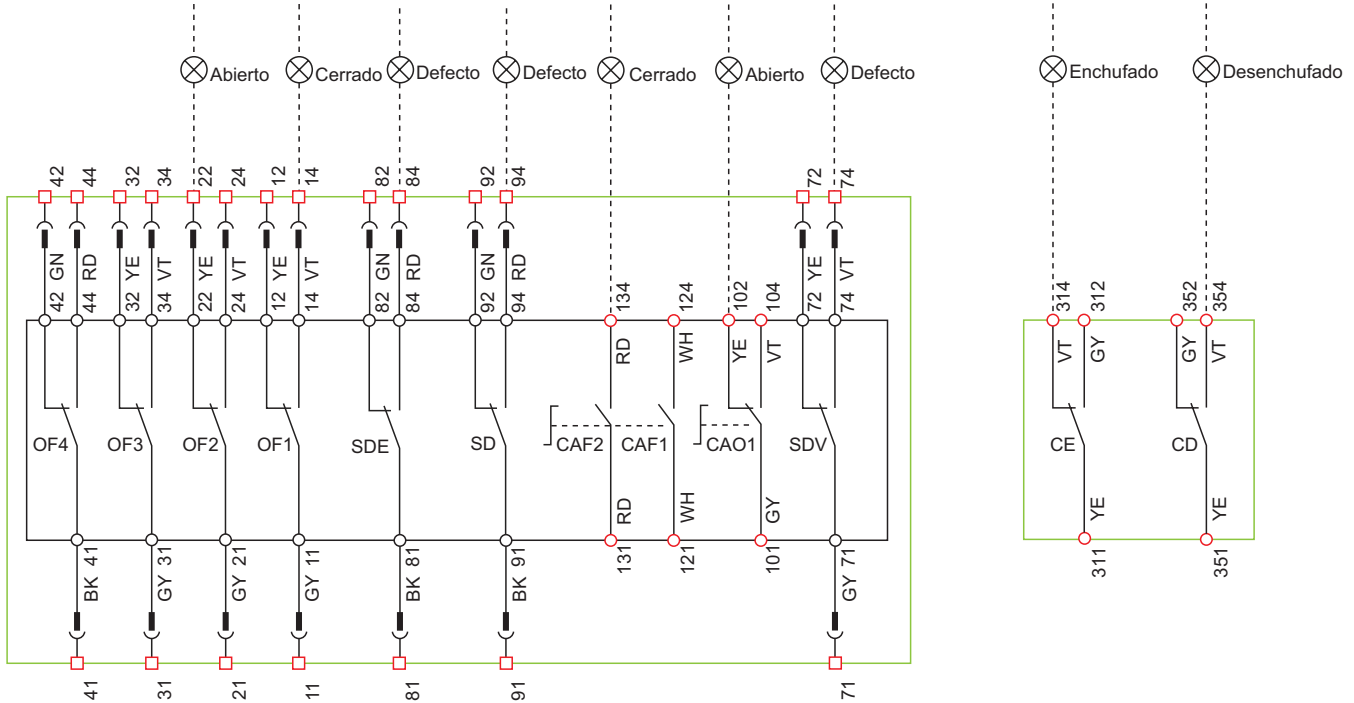 Abierto Cerrado Defecto Defecto Cerrado Abierto Defecto Enchufado Desenchufado
42 44 32 34 22 24 12 14 82 84 92 94 72 74
GN RD YE VT YE VT YE VT GN RD GN RD YE VT
42 44 32 34 22 24 12 14 82 84 92 94 134 124 102 104 72 74 314 312 352 354
RD WH YE VT VT GY GY VT
OF4 OF3 OF2 OF1 SDE SD CAF2 CAF1 CAO1 SDV CE CD
RD WH GY YE YE
41 31 21 11 81 91 131 121 101 71 311 351
BK GY GY GY BK BK GY
41 31 21 11 81 91 71